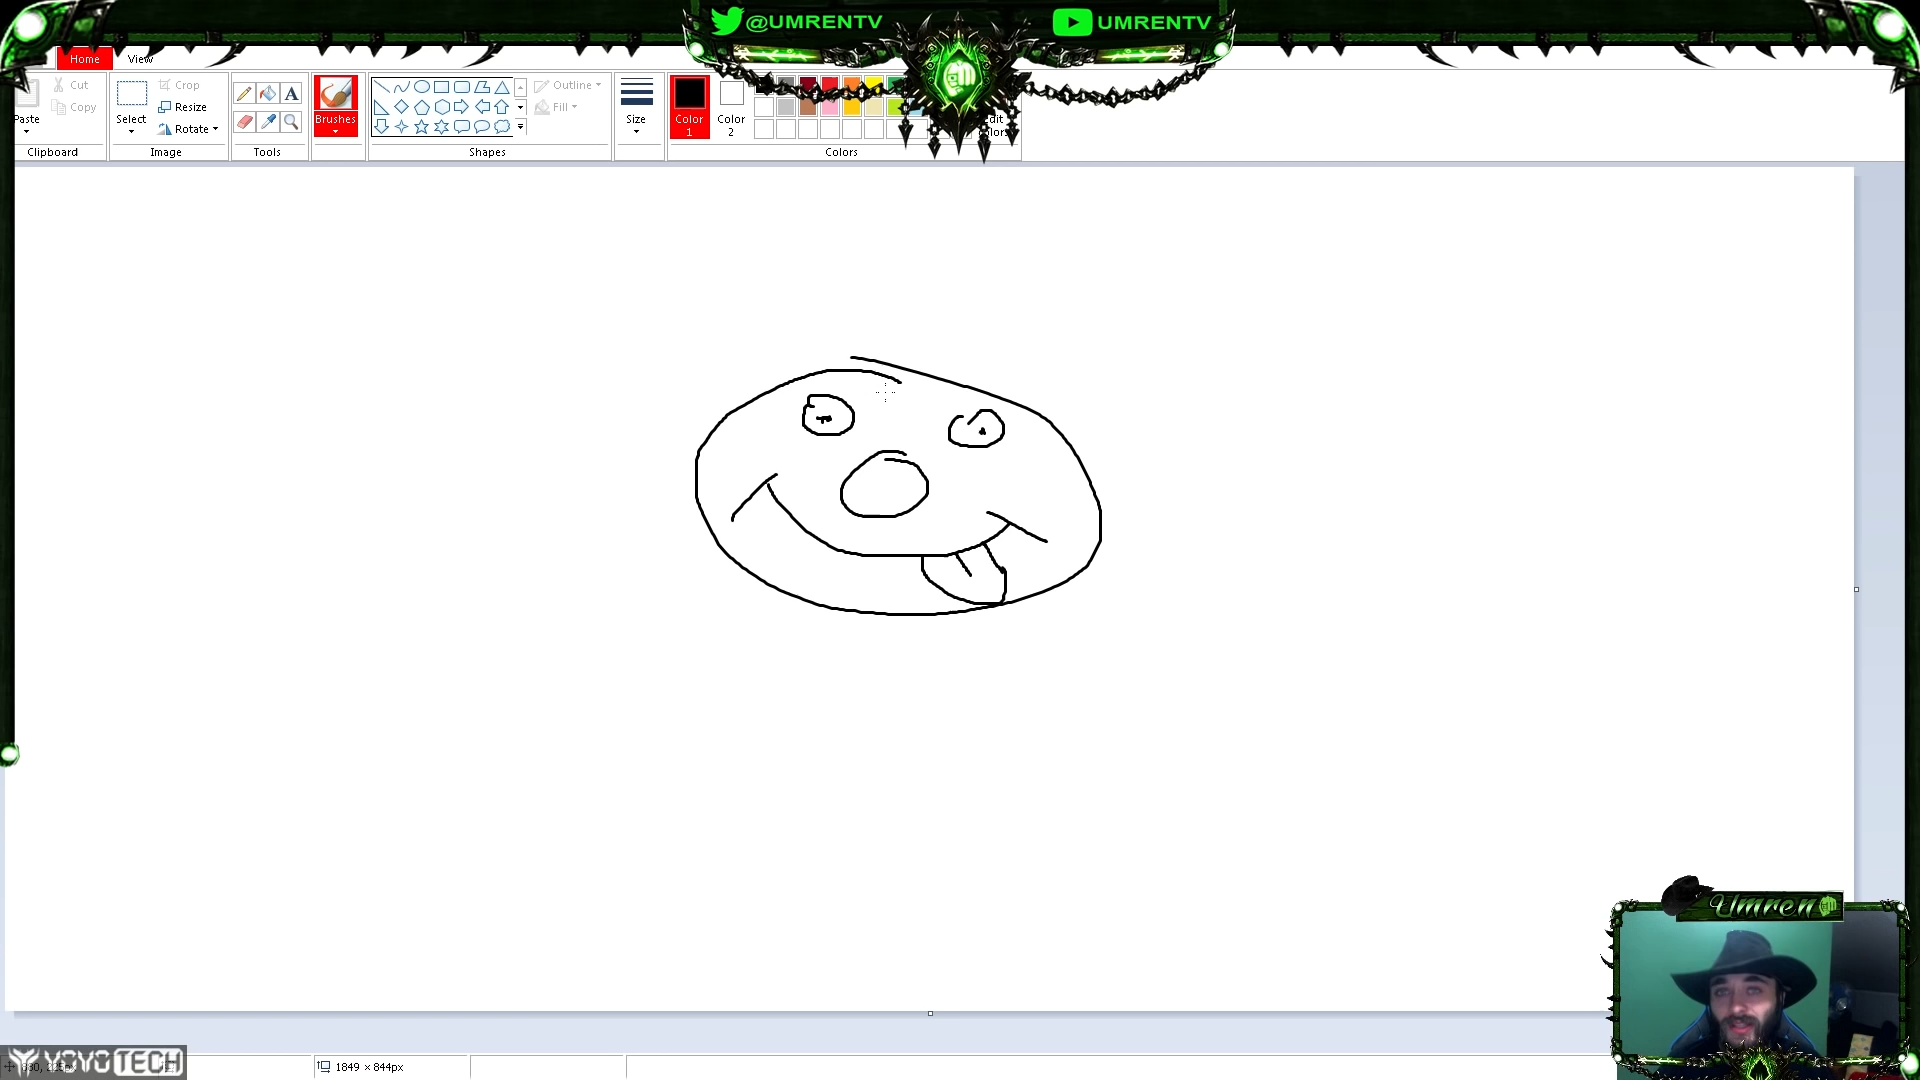 @UMRENTV
UMRENTV
Home
View
Paste
Cut
Copy
Clipboard
Select
Crop
Resize
Rotate
Image
Tools
Brushes
Shapes
Outline
Fill
Size
Color
1
Color
2
Colors
Umren
YOYOTECH
1849 × 844px